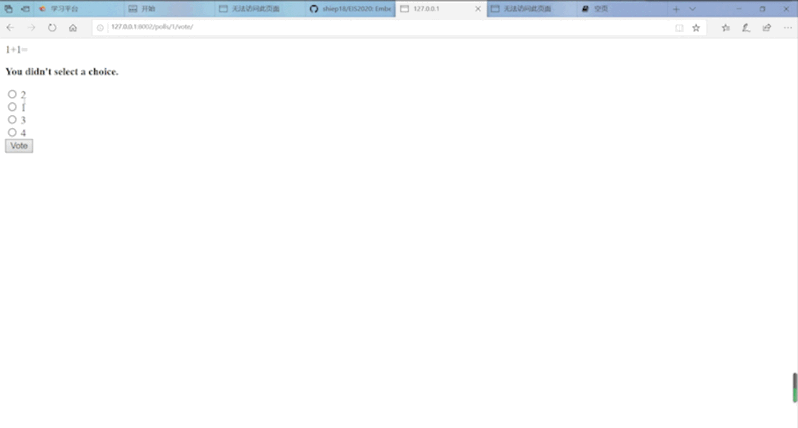 学习平台
开始
无法访问此页面
shiep18/EIS2020: Embe
127.0.0.1
无法访问此页面
空页
127.0.0.1:8002/polls/1/vote/
1+1=
You didn't select a choice.
2
1
3
4
Vote